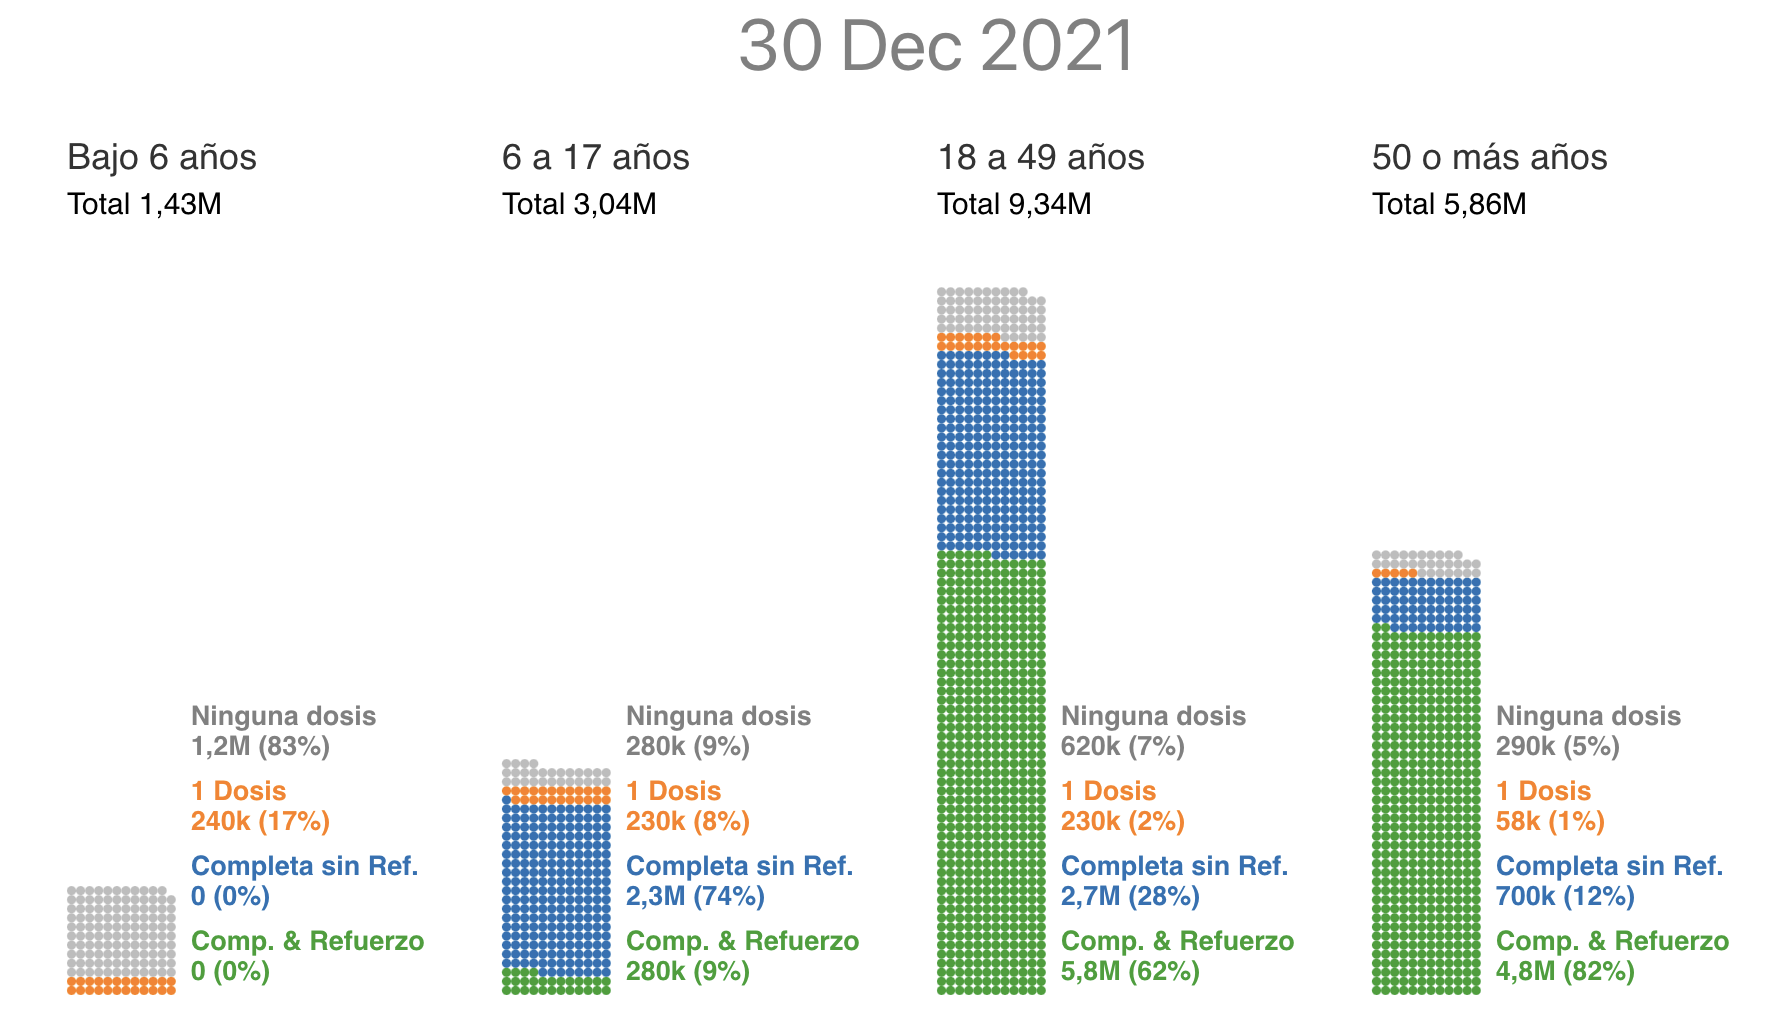 30 Dec 2021
Bajo 6 años
Total 1,43M
Ninguna dosis
1,2M (83%)
1 Dosis
240k (17%)
Completa sin Ref.
0 (0%)
Comp. & Refuerzo
0 (0%)
6 a 17 años
Total 3,04M
Ninguna dosis
280k (9%)
1 Dosis
230k (8%)
Completa sin Ref.
2,3M (74%)
Comp. & Refuerzo
280k (9%)
18 a 49 años
Total 9,34M
Ninguna dosis
620k (7%)
1 Dosis
230k (2%)
Completa sin Ref.
2,7M (28%)
Comp. & Refuerzo
5,8M (62%)
50 o más años
Total 5,86M
Ninguna dosis
290k (5%)
1 Dosis
58k (1%)
Completa sin Ref.
700k (12%)
Comp. & Refuerzo
4,8M (82%)